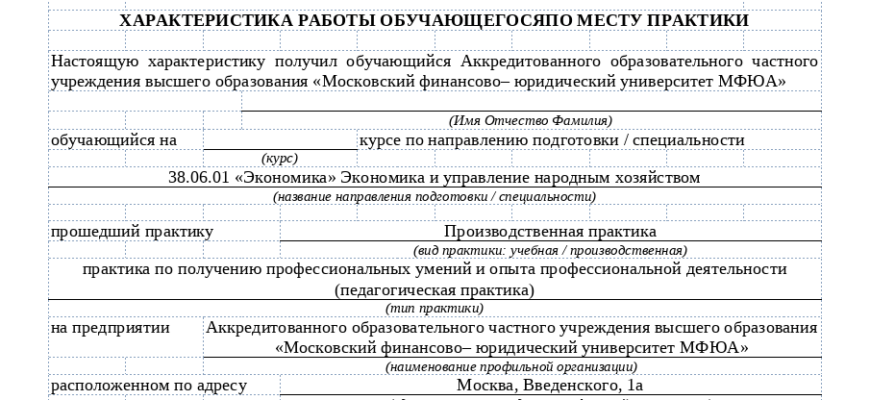 ХАРАКТЕРИСТИКА РАБОТЫ ОБУЧАЮЩЕГОСЯПО МЕСТУ ПРАКТИКИ
Настоящую характеристику получил обучающийся Аккредитованного образовательного частного
учреждения высшего образования «Московский финансово– юридический университет МФЮА»
(Имя Отчество Фамилия)
обучающийся на курсе по направлению подготовки / специальности
(курс)
38.06.01 «Экономика» Экономика и управление народным хозяйством
(название направления подготовки / специальности)
прошедший практику Производственная практика
(вид практики: учебная / производственная)
практика по получению профессиональных умений и опыта профессиональной деятельности
(педагогическая практика)
(тип практики)
на предприятии Аккредитованного образовательного частного учреждения высшего образования
«Московский финансово– юридический университет МФЮА»
(наименование профильной организации)
расположенном по адресу Москва, Введенского, 1а